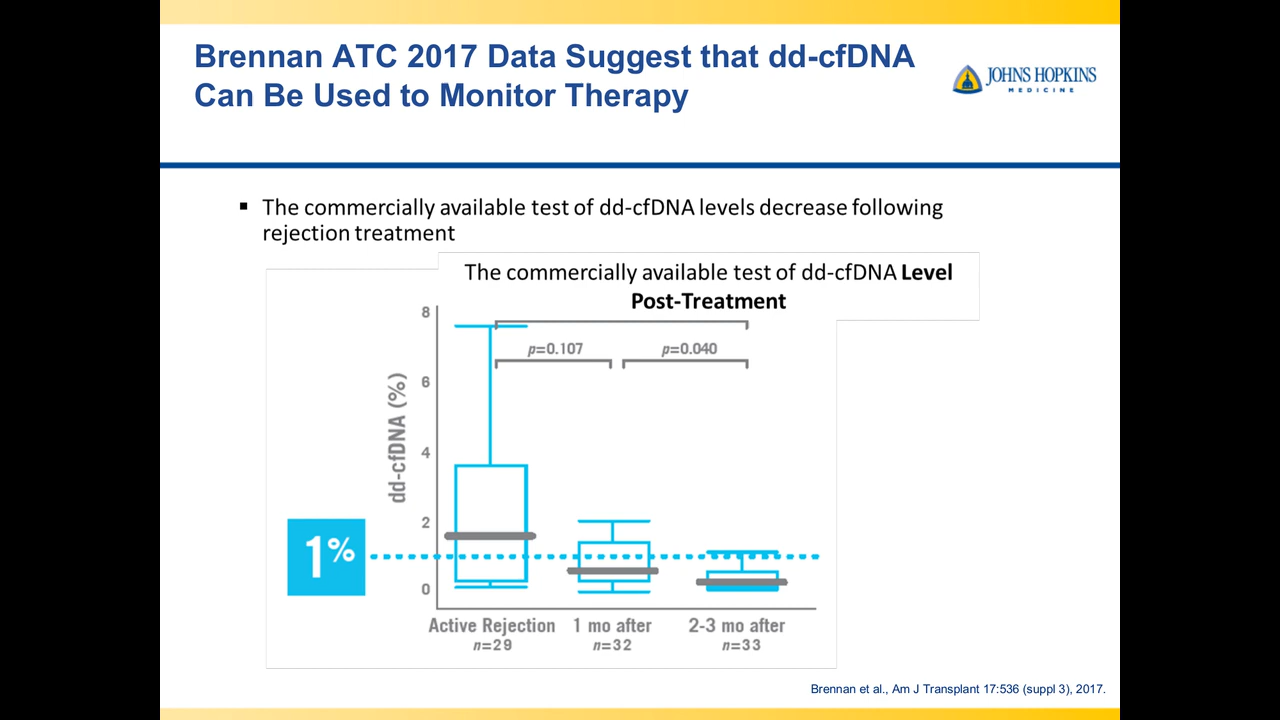 Brennan ATC 2017 Data Suggest that dd-cfDNA
Can Be Used to Monitor Therapy
JOHNS HOPKINS
MEDICINE
▪ The commercially available test of dd-cfDNA levels decrease following
rejection treatment
The commercially available test of dd-cfDNA Level
Post-Treatment
8
p=0.107
p=0.040
6
dd-cfDNA (%)
4
2
1%
0
Active Rejection
n=29
1 mo after
n=32
2-3 mo after
n=33
Brennan et al., Am J Transplant 17:536 (suppl 3), 2017.